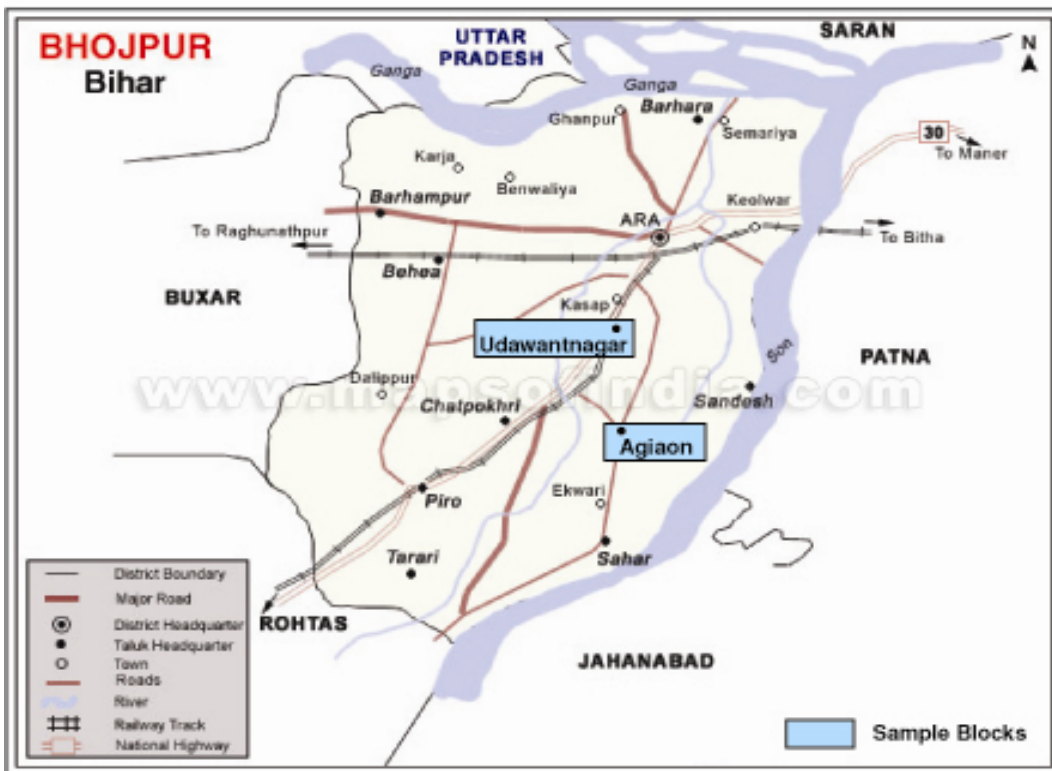 BHOJPUR
Bihar
UTTAR
PRADESH
SARAN
N
Ganga
Ganga
Barhara
Ghanpur
Semariya
30
To Maner
Karja
Benwaliya
Barhampur
Keolwar
ARA
To Raghunathpur
To Bitha
Behea
BUXAR
Kasap
Udawantnagar
Son
PATNA
Dalippur
www.mapsofindia.com
Sandesh
Chatpokhri
Agiaon
Piro
Ekwari
Tarari
Sahar
ROHTAS
JAHANABAD
District Boundary
Major Road
District Headquarter
Taluk Headquarter
Town
Roads
River
Railway Track
National Highway
Sample Blocks